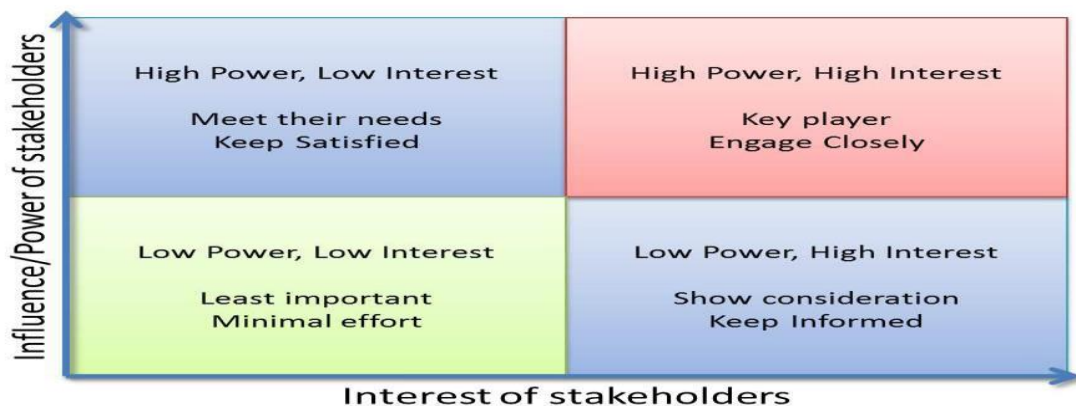 Influence/Power of stakeholders
High Power, Low Interest
Meet their needs
Keep Satisfied
High Power, High Interest
Key player
Engage Closely
Low Power, Low Interest
Least important
Minimal effort
Low Power, High Interest
Show consideration
Keep Informed
Interest of stakeholders